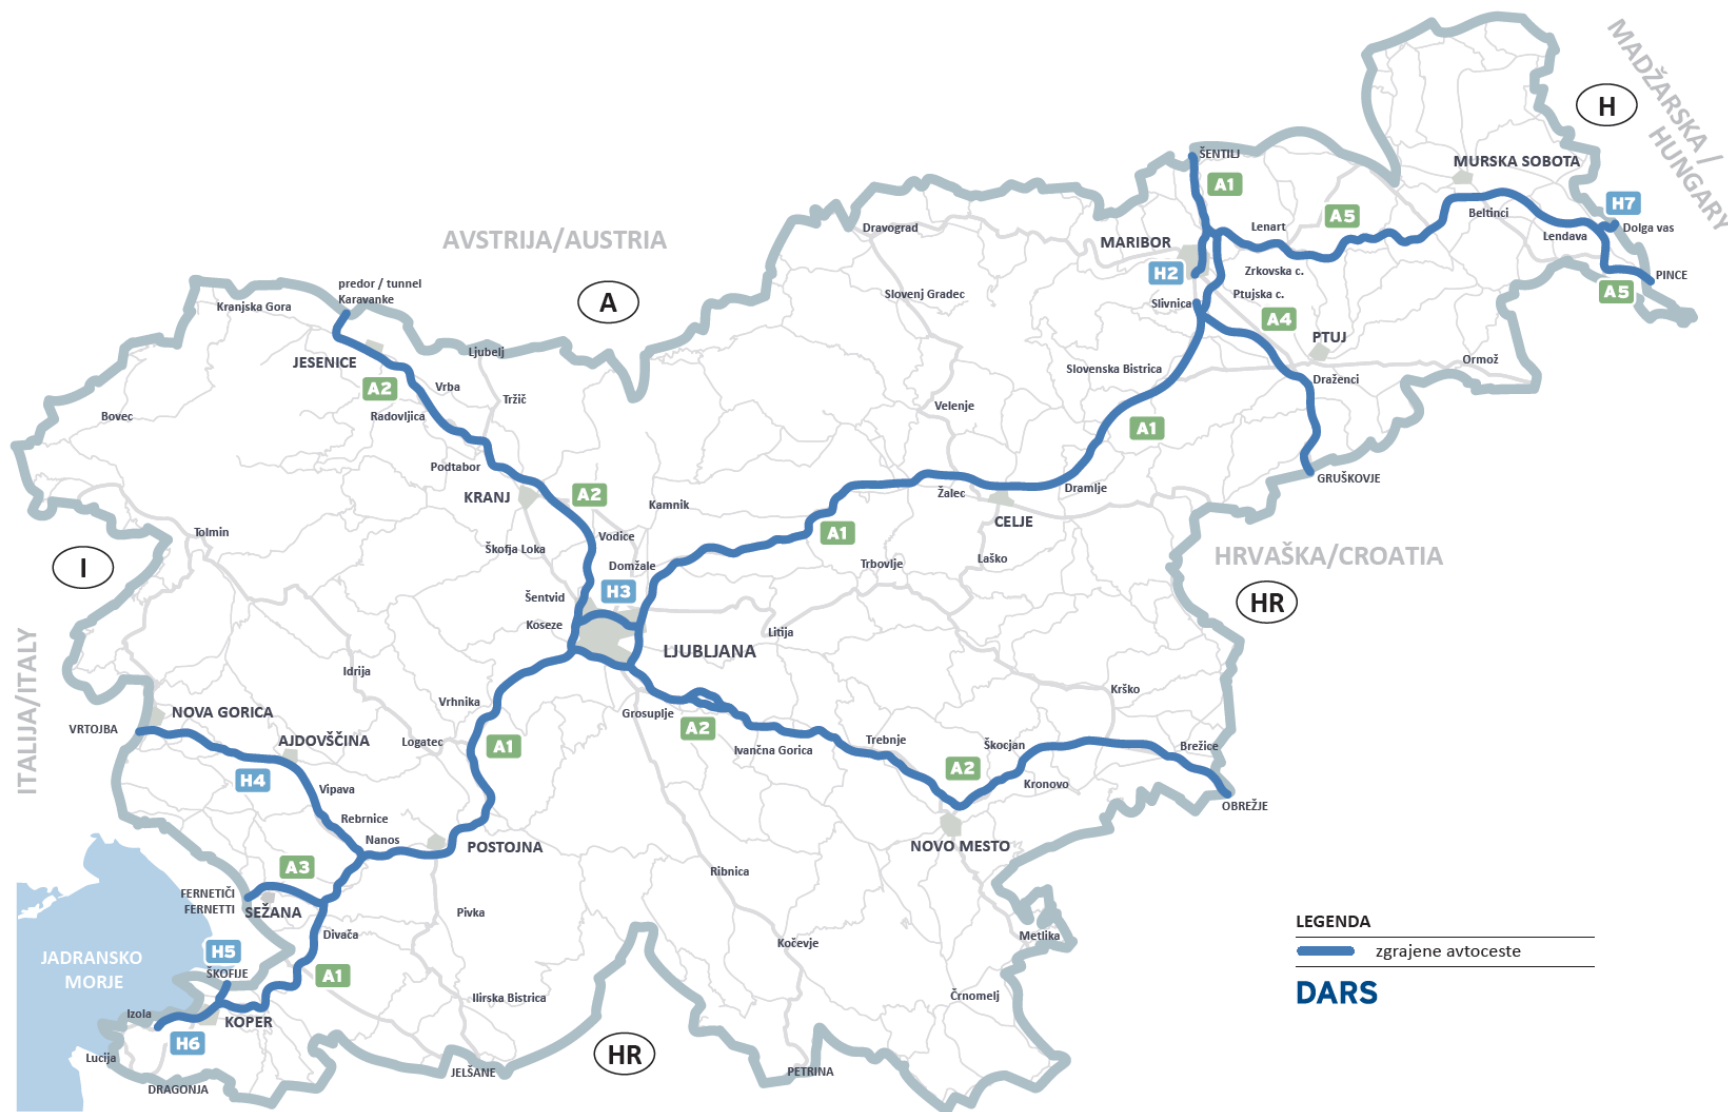 MADŽARSKA /
HUNGARY
H
ŠENTILJ
MURSKA SOBOTA
A1
H7
A5
Beltinci
Dravograd
Lenart
Dolga vas
Lendava
AVSTRIJA/AUSTRIA
MARIBOR
H2
Zrkovska c.
PINCE
predor / tunnel
Karavanke
A
Slovenj Gradec
Ptujska c.
A5
Kranjska Gora
Slivnica
A4
PTUJ
JESENICE
Ljubelj
Ormož
Slovenska Bistrica
Draženci
A2
Vrba
Tržič
Velenje
Bovec
Radovljica
A1
Podtabor
GRUŠKOVJE
KRANJ
A2
Kamnik
Žalec
Dramlje
CELJE
Tolmin
Vodice
A1
Škofja Loka
HRVAŠKA/CROATIA
I
Domžale
Trbovlje
Laško
H3
Šentvid
HR
Koseze
Litija
ITALIJA/ITALY
LJUBLJANA
Idrija
Krško
Vrhnika
NOVA GORICA
Grosuplje
VRTOJBA
A2
AJDOVŠČINA
Logatec
A1
Ivančna Gorica
Trebnje
Škocjan
Brežice
H4
A2
Vipava
Kronovo
OBREŽJE
Rebrnice
Nanos
POSTOJNA
NOVO MESTO
A3
Ribnica
FERNETIČI
FERNETTI
SEŽANA
Pivka
LEGENDA
Divača
Kočevje
Metlika
zgrajene avtoceste
JADRANSKO
MORJE
H5
ŠKOFIJE
A1
DARS
Ilirska Bistrica
Črnomelj
Izola
KOPER
H6
Lucija
HR
JELŠANE
PETRINA
DRAGONJA